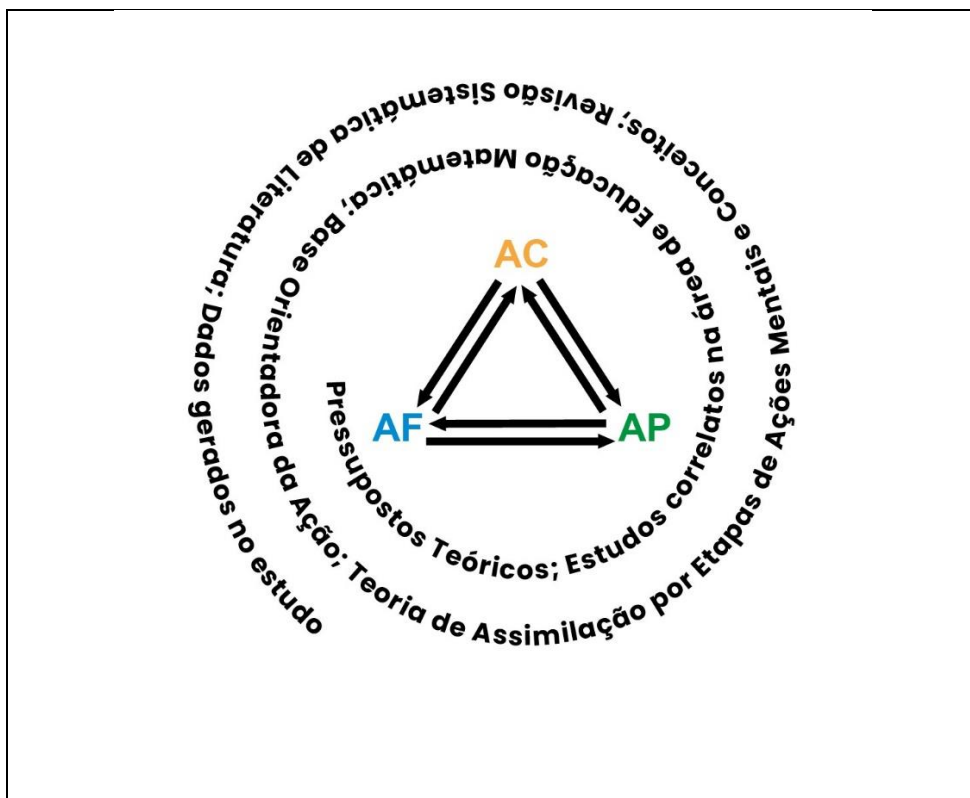 AC
AF
AP
Pressupostos Teóricos; Estudos correlatos na área de Educação Matemática; Base Orientadora da Ação; Teoria de Assimilação por Etapas de Ações Mentais e Conceitos; Revisão Sistemática de Literatura; Dados gerados no estudo